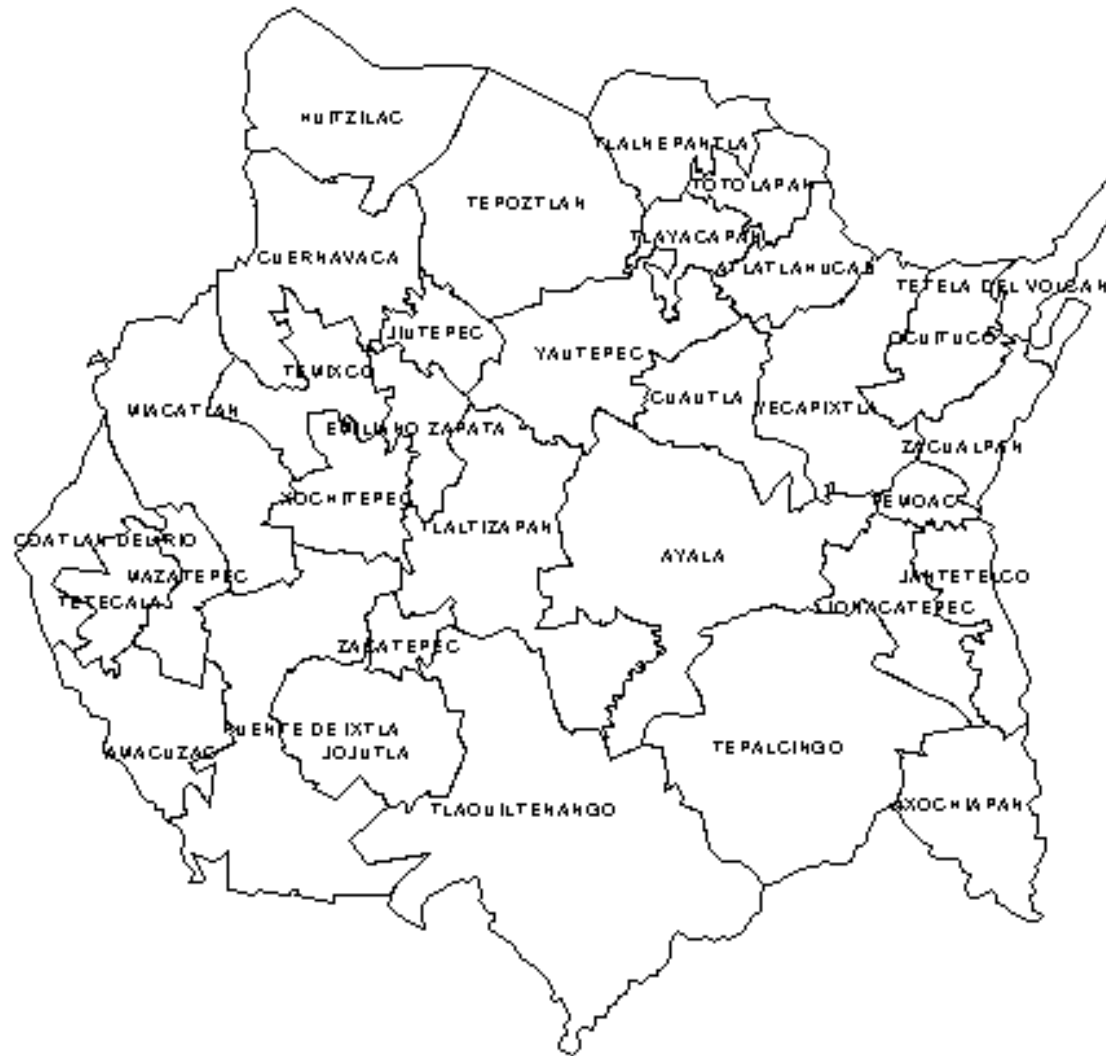 HUITZILAC
TLALNEPANTLA
TOTOLAPAN
TEPOZTLAN
TLAYACAPAN
CUERNAVACA
ATLATLAHUCAN
TETELA DEL VOLCAN
JIUTEPEC
OCUITUCO
YAUTEPEC
TEMIXCO
CUAUTLA
YECAPIXTLA
MIACATLAN
EMILIANO ZAPATA
ZACUALPAN
XOCHITEPEC
TEMOAC
TLALTIZAPAN
COATLAN DEL RIO
AYALA
MAZATEPEC
JANTETELCO
TETECALA
JONACATEPEC
ZACATEPEC
PUENTE DE IXTLA
AMACUZAC
JOJUTLA
TEPALCINGO
TLAQUILTENANGO
AXOCHIAPAN